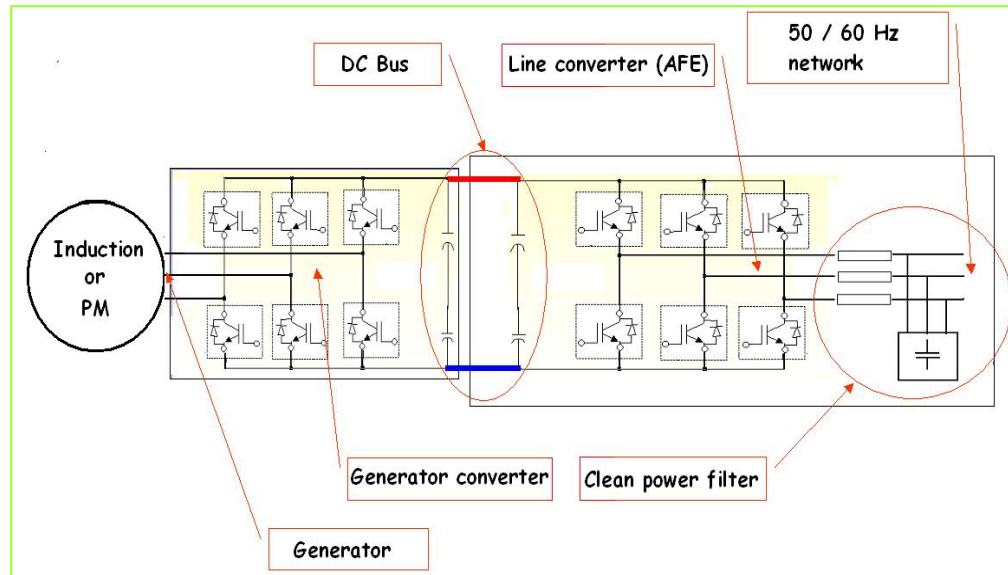 50 / 60 Hz
network
DC Bus
Line converter (AFE)
Induction
or
PM
Generator converter
Clean power filter
Generator